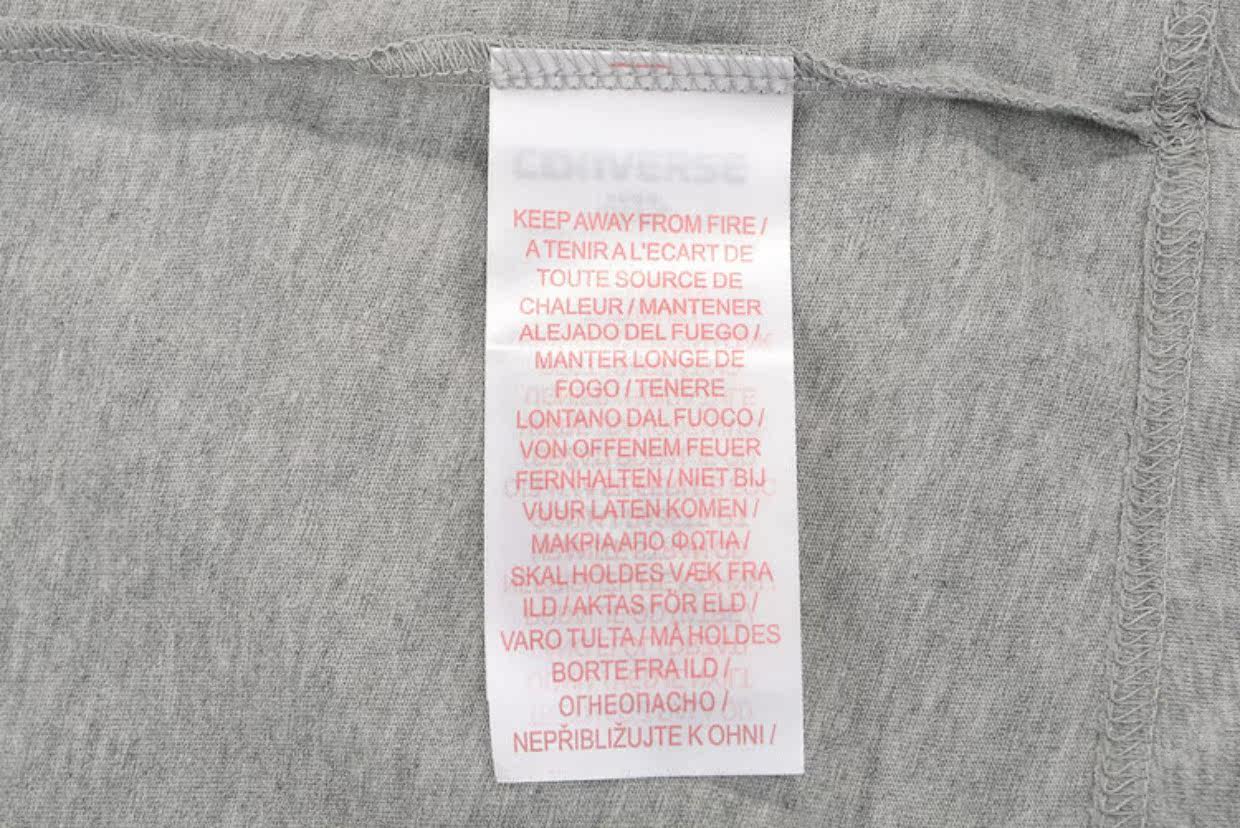 CONVERSE
KEEP AWAY FROM FIRE /
A TENIR A L'ECART DE
TOUTE SOURCE DE
CHALEUR / MANTENER
ALEJADO DEL FUEGO /
MANTER LONGE DE
FOGO / TENERE
LONTANO DAL FUOCO /
VON OFFENEM FEUER
FERNHALTEN / NIET BIJ
VUUR LATEN KOMEN /
ΜΑΚΡΙΑ ΑΠΟ ΦΩΤΙΑ /
SKAL HOLDES VÆK FRA
ILD / AKTAS FÖR ELD /
VARO TULTA / MÅ HOLDES
BORTE FRA ILD /
ОГНЕОПАСНО /
NEPŘIBLIŽUJTE K OHNI /